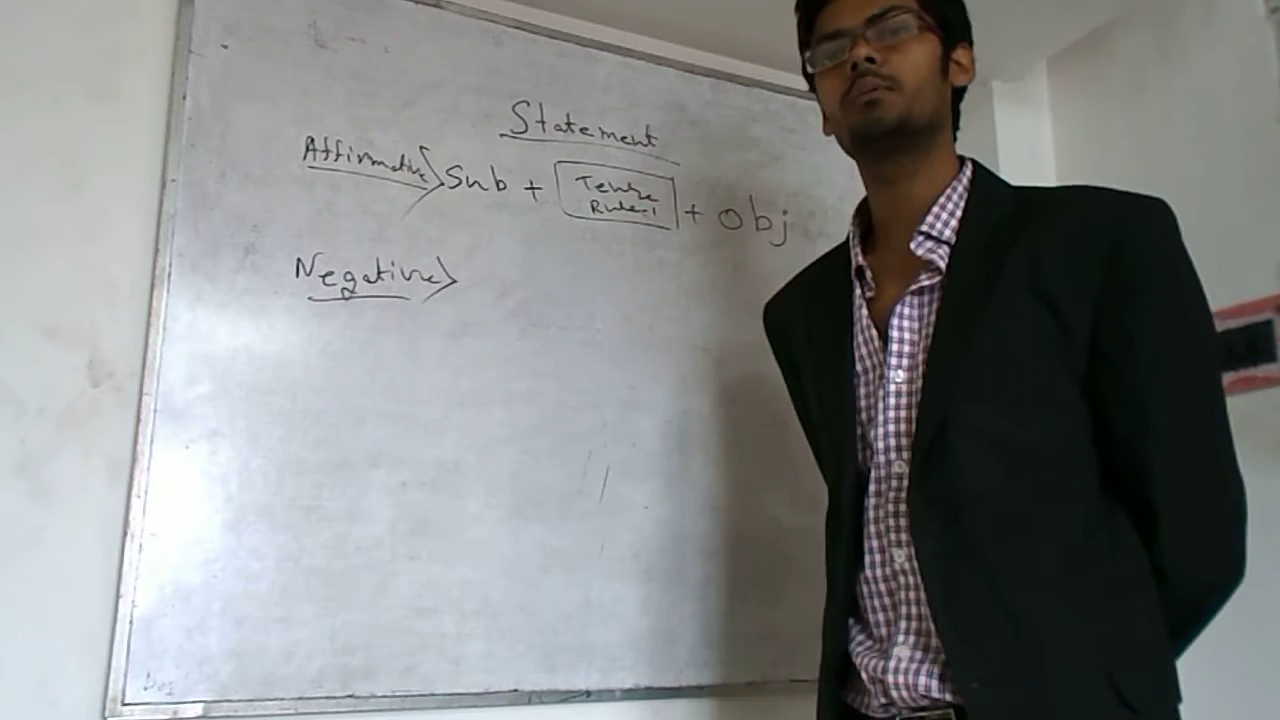 Statement
Affirmative> Sub + Tense Rule-1 + obj
Negative>